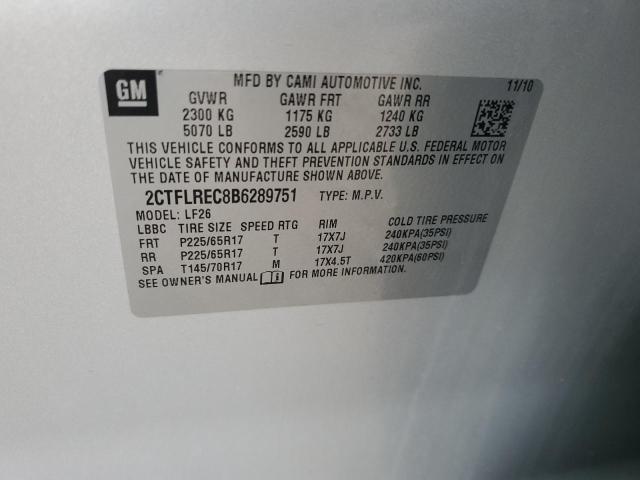 GM
MFD BY CAMI AUTOMOTIVE INC. 11/10
GVWR GAWR FRT GAWR RR
2300 KG 1175 KG 1240 KG
5070 LB 2590 LB 2733 LB
THIS VEHICLE CONFORMS TO ALL APPLICABLE U.S. FEDERAL MOTOR
VEHICLE SAFETY AND THEFT PREVENTION STANDARDS IN EFFECT ON
THE DATE OF MANUFACTURE SHOWN ABOVE.
2CTFLREC8B6289751 TYPE: M.P.V.
MODEL: LF26
LBBC TIRE SIZE SPEED RTG RIM COLD TIRE PRESSURE
FRT P225/65R17 T 17X7J 240KPA(35PSI)
RR P225/65R17 T 17X7J 240KPA(35PSI)
SPA T145/70R17 M 17X4.5T 420KPA(60PSI)
SEE OWNER'S MANUAL FOR MORE INFORMATION